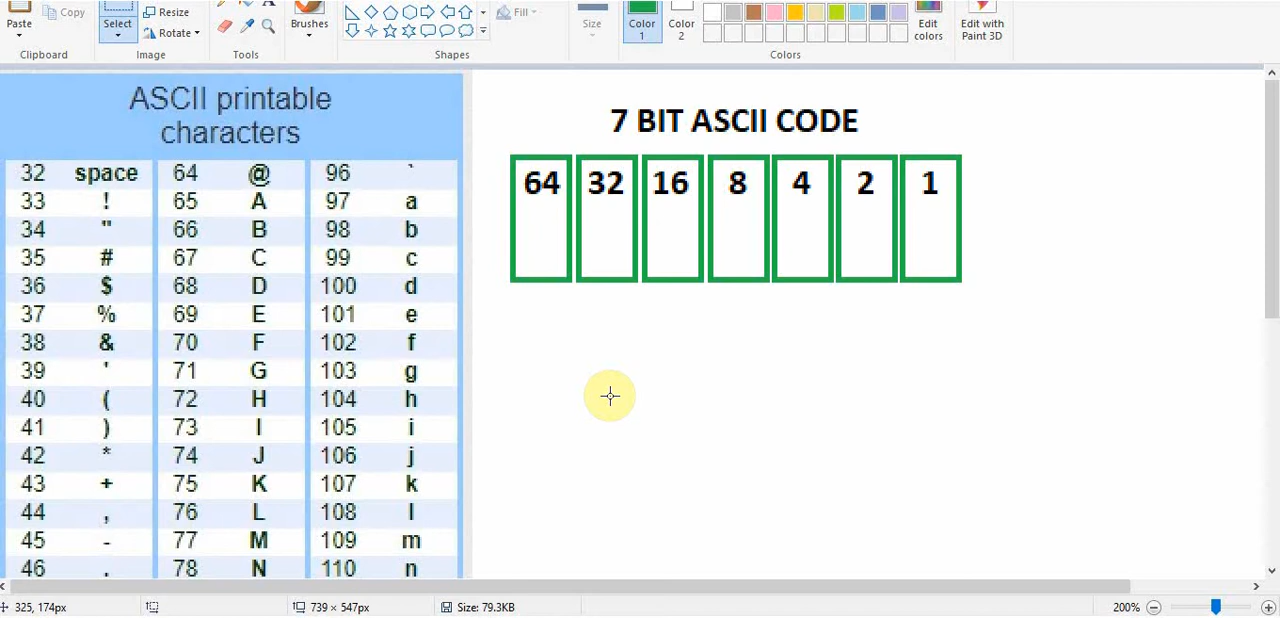 Paste
Copy
Select
Resize
Rotate
Brushes
Fill
Size
Color
1
Color
2
Edit
colors
Edit with
Paint 3D
Clipboard
Image
Tools
Shapes
Colors
ASCII printable
characters
32 space 64 @ 96 `
33 ! 65 A 97 a
34 " 66 B 98 b
35 # 67 C 99 c
36 $ 68 D 100 d
37 % 69 E 101 e
38 & 70 F 102 f
39 ' 71 G 103 g
40 ( 72 H 104 h
41 ) 73 I 105 i
42 * 74 J 106 j
43 + 75 K 107 k
44 , 76 L 108 l
45 - 77 M 109 m
46 . 78 N 110 n
7 BIT ASCII CODE
64 32 16 8 4 2 1
325, 174px
739 × 547px
Size: 79.3KB
200%